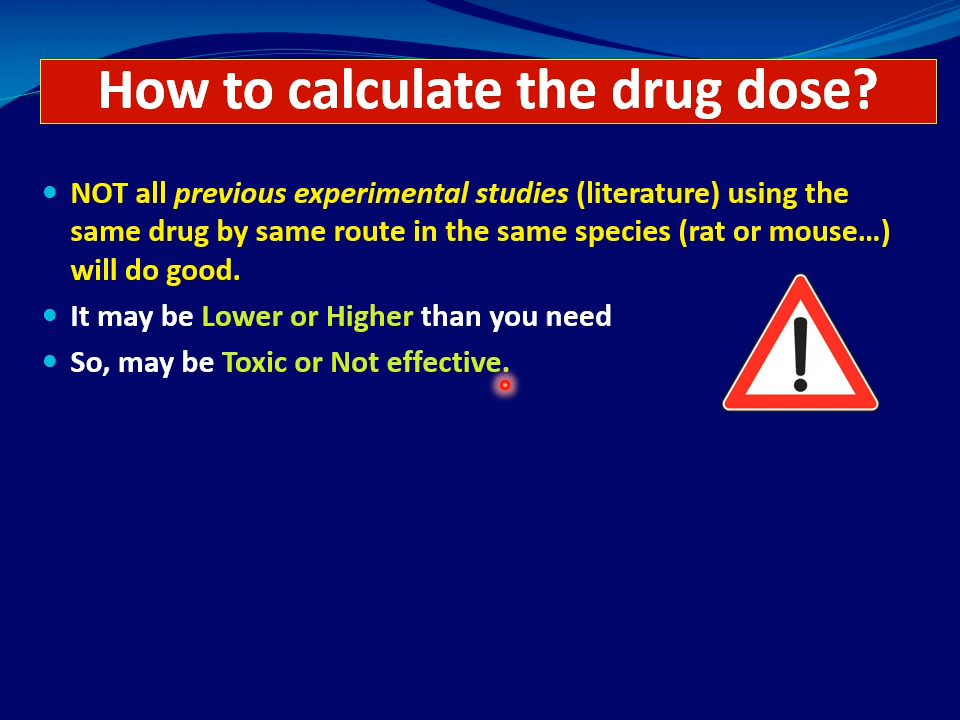 How to calculate the drug dose?
NOT all previous experimental studies (literature) using the
same drug by same route in the same species (rat or mouse...)
will do good.
It may be Lower or Higher than you need
So, may be Toxic or Not effective.